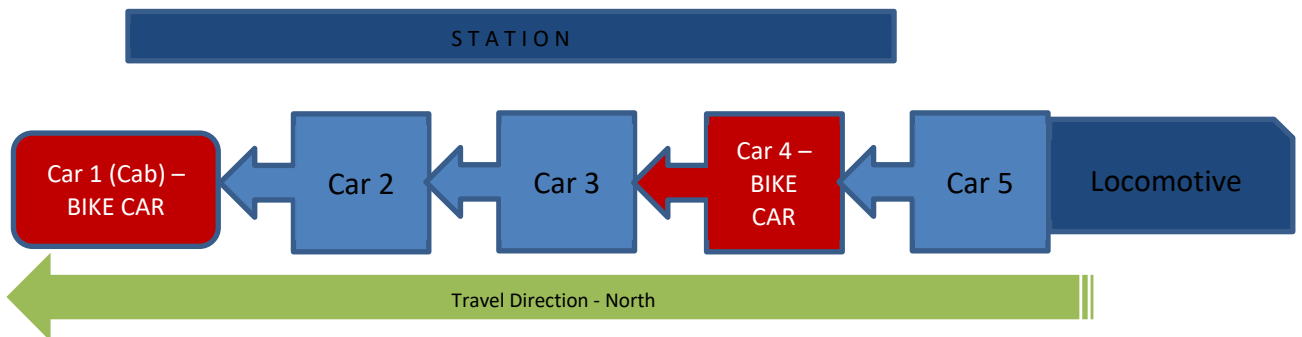 S T A T I O N
Car 1 (Cab) –
BIKE CAR
Car 2
Car 3
Car 4 –
BIKE
CAR
Car 5
Locomotive
Travel Direction - North